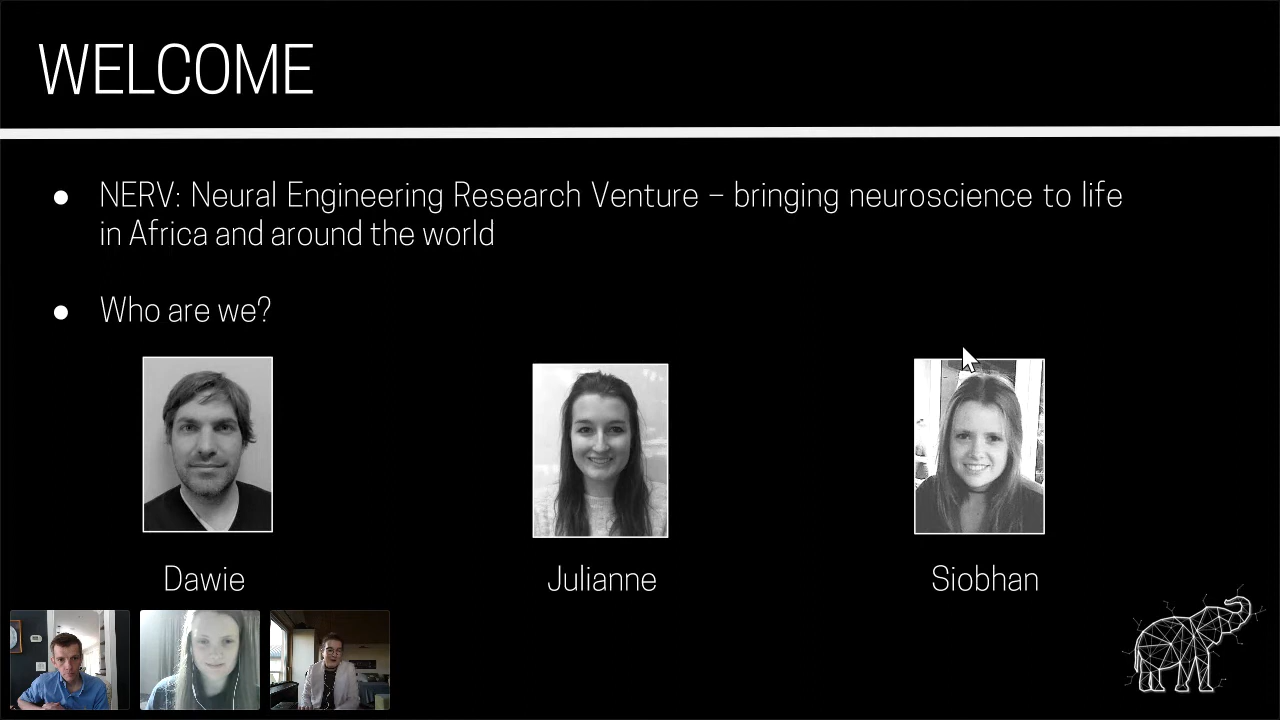 WELCOME
● NERV: Neural Engineering Research Venture – bringing neuroscience to life
in Africa and around the world
● Who are we?
Dawie Julianne Siobhan